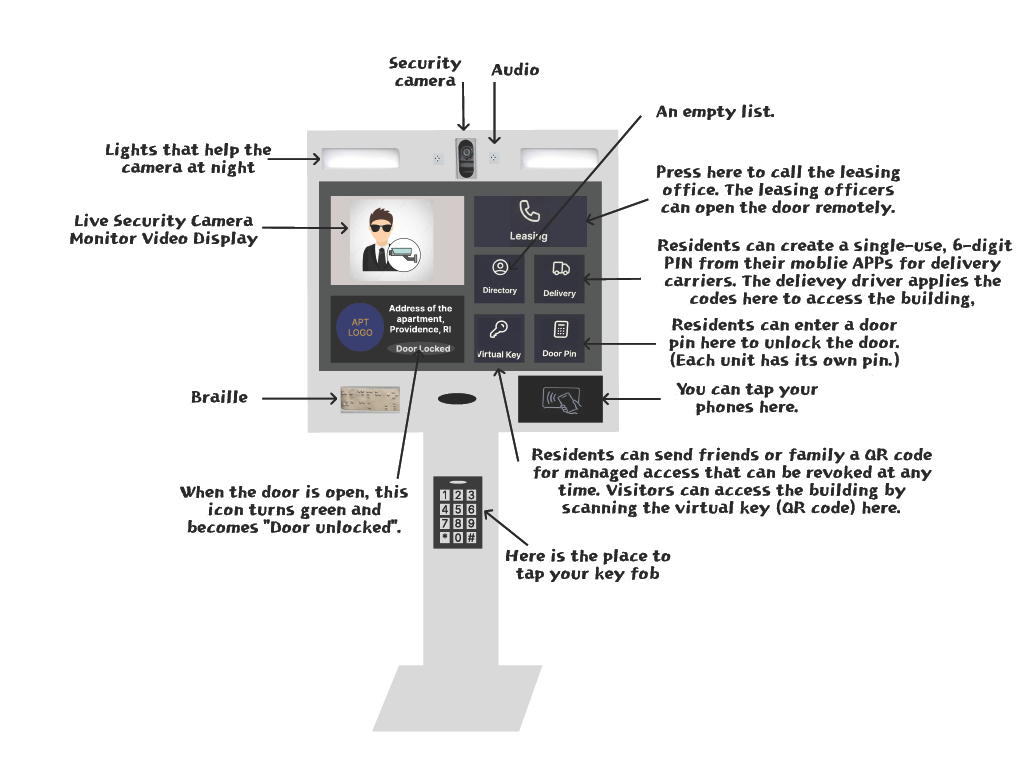 Security
camera
Audio
An empty list.
Lights that help the
camera at night
Press here to call the leasing
office. The leasing officers
can open the door remotely.
Live Security Camera
Monitor Video Display
Leasing
Residents can create a single-use, 6-digit
PIN from their moblie APPs for delivery
carriers. The delievey driver applies the
codes here to access the building,
Directory
Delivery
APT
LOGO
Address of the
apartment,
Providence, RI
Door Locked
Virtual Key
Door Pin
Residents can enter a door
pin here to unlock the door.
(Each unit has its own pin.)
Braille
You can tap your
phones here.
Residents can send friends or family a QR code
for managed access that can be revoked at any
time. Visitors can access the building by
scanning the virtual key (QR code) here.
When the door is open, this
icon turns green and
becomes "Door unlocked".
1 2 3
4 5 6
7 8 9
* 0 #
Here is the place to
tap your key fob